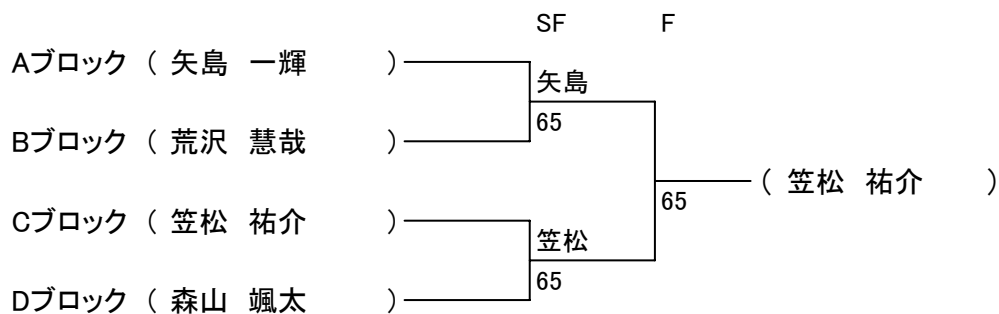 SF F
Aブロック ( 矢島 一輝 )
矢島
65
Bブロック ( 荒沢 慧哉 )
( 笠松 祐介 )
65
Cブロック ( 笠松 祐介 )
笠松
65
Dブロック ( 森山 颯太 )